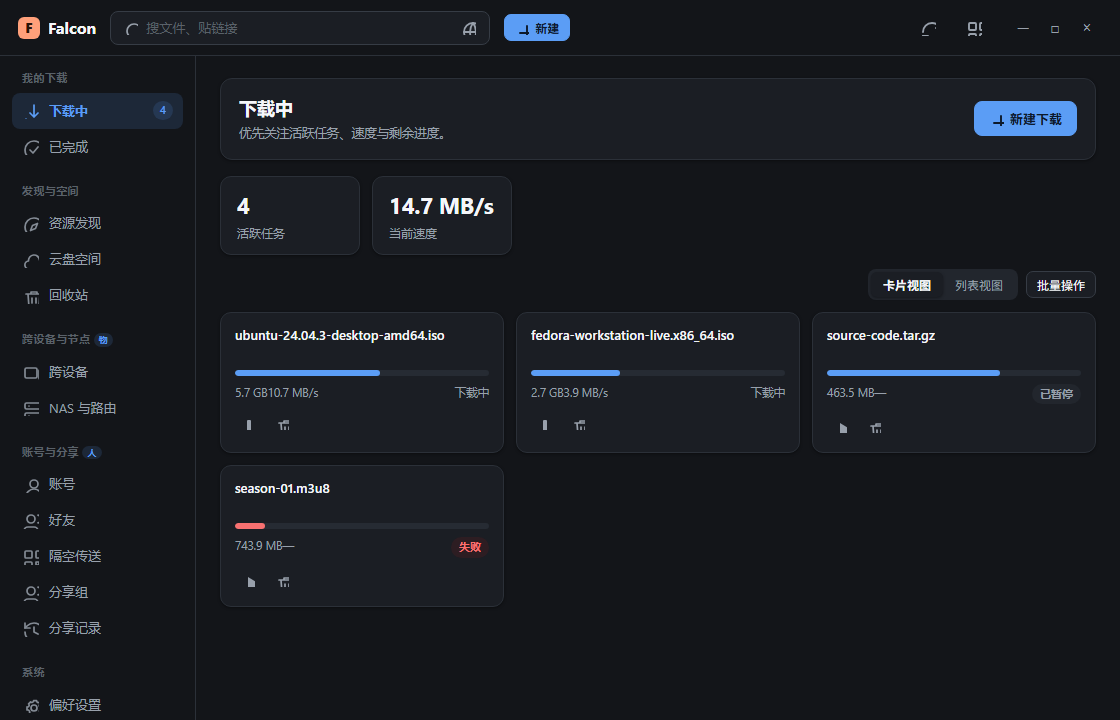 F Falcon
搜文件、贴链接
新建
我的下载
下载中 4
已完成
发现与空间
资源发现
云盘空间
回收站
跨设备与节点 物
跨设备
NAS 与路由
账号与分享 人
账号
好友
隔空传送
分享组
分享记录
系统
偏好设置
下载中
优先关注活跃任务、速度与剩余进度。
新建下载
4
活跃任务
14.7 MB/s
当前速度
卡片视图 列表视图 批量操作
ubuntu-24.04.3-desktop-amd64.iso
5.7 GB10.7 MB/s 下载中
fedora-workstation-live.x86_64.iso
2.7 GB3.9 MB/s 下载中
source-code.tar.gz
463.5 MB— 已暂停
season-01.m3u8
743.9 MB— 失败